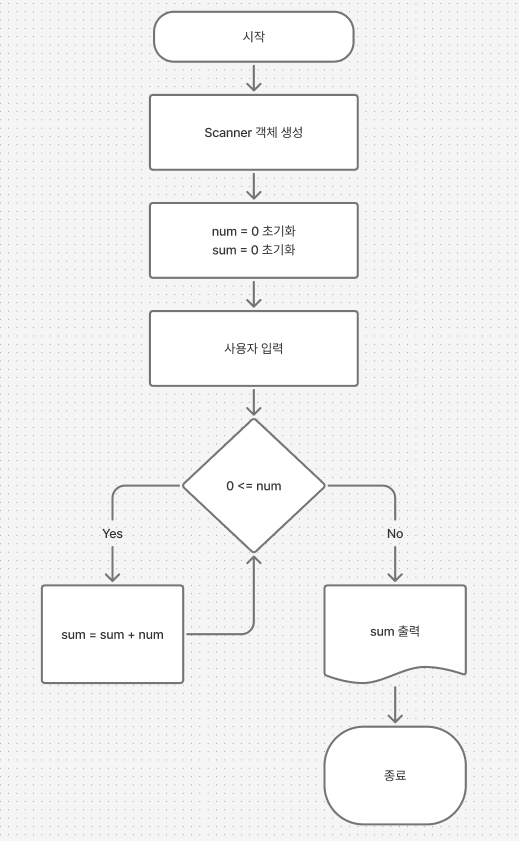 시작
Scanner 객체 생성
num = 0 초기화
sum = 0 초기화
사용자 입력
0 <= num
Yes
No
sum = sum + num
sum 출력
종료